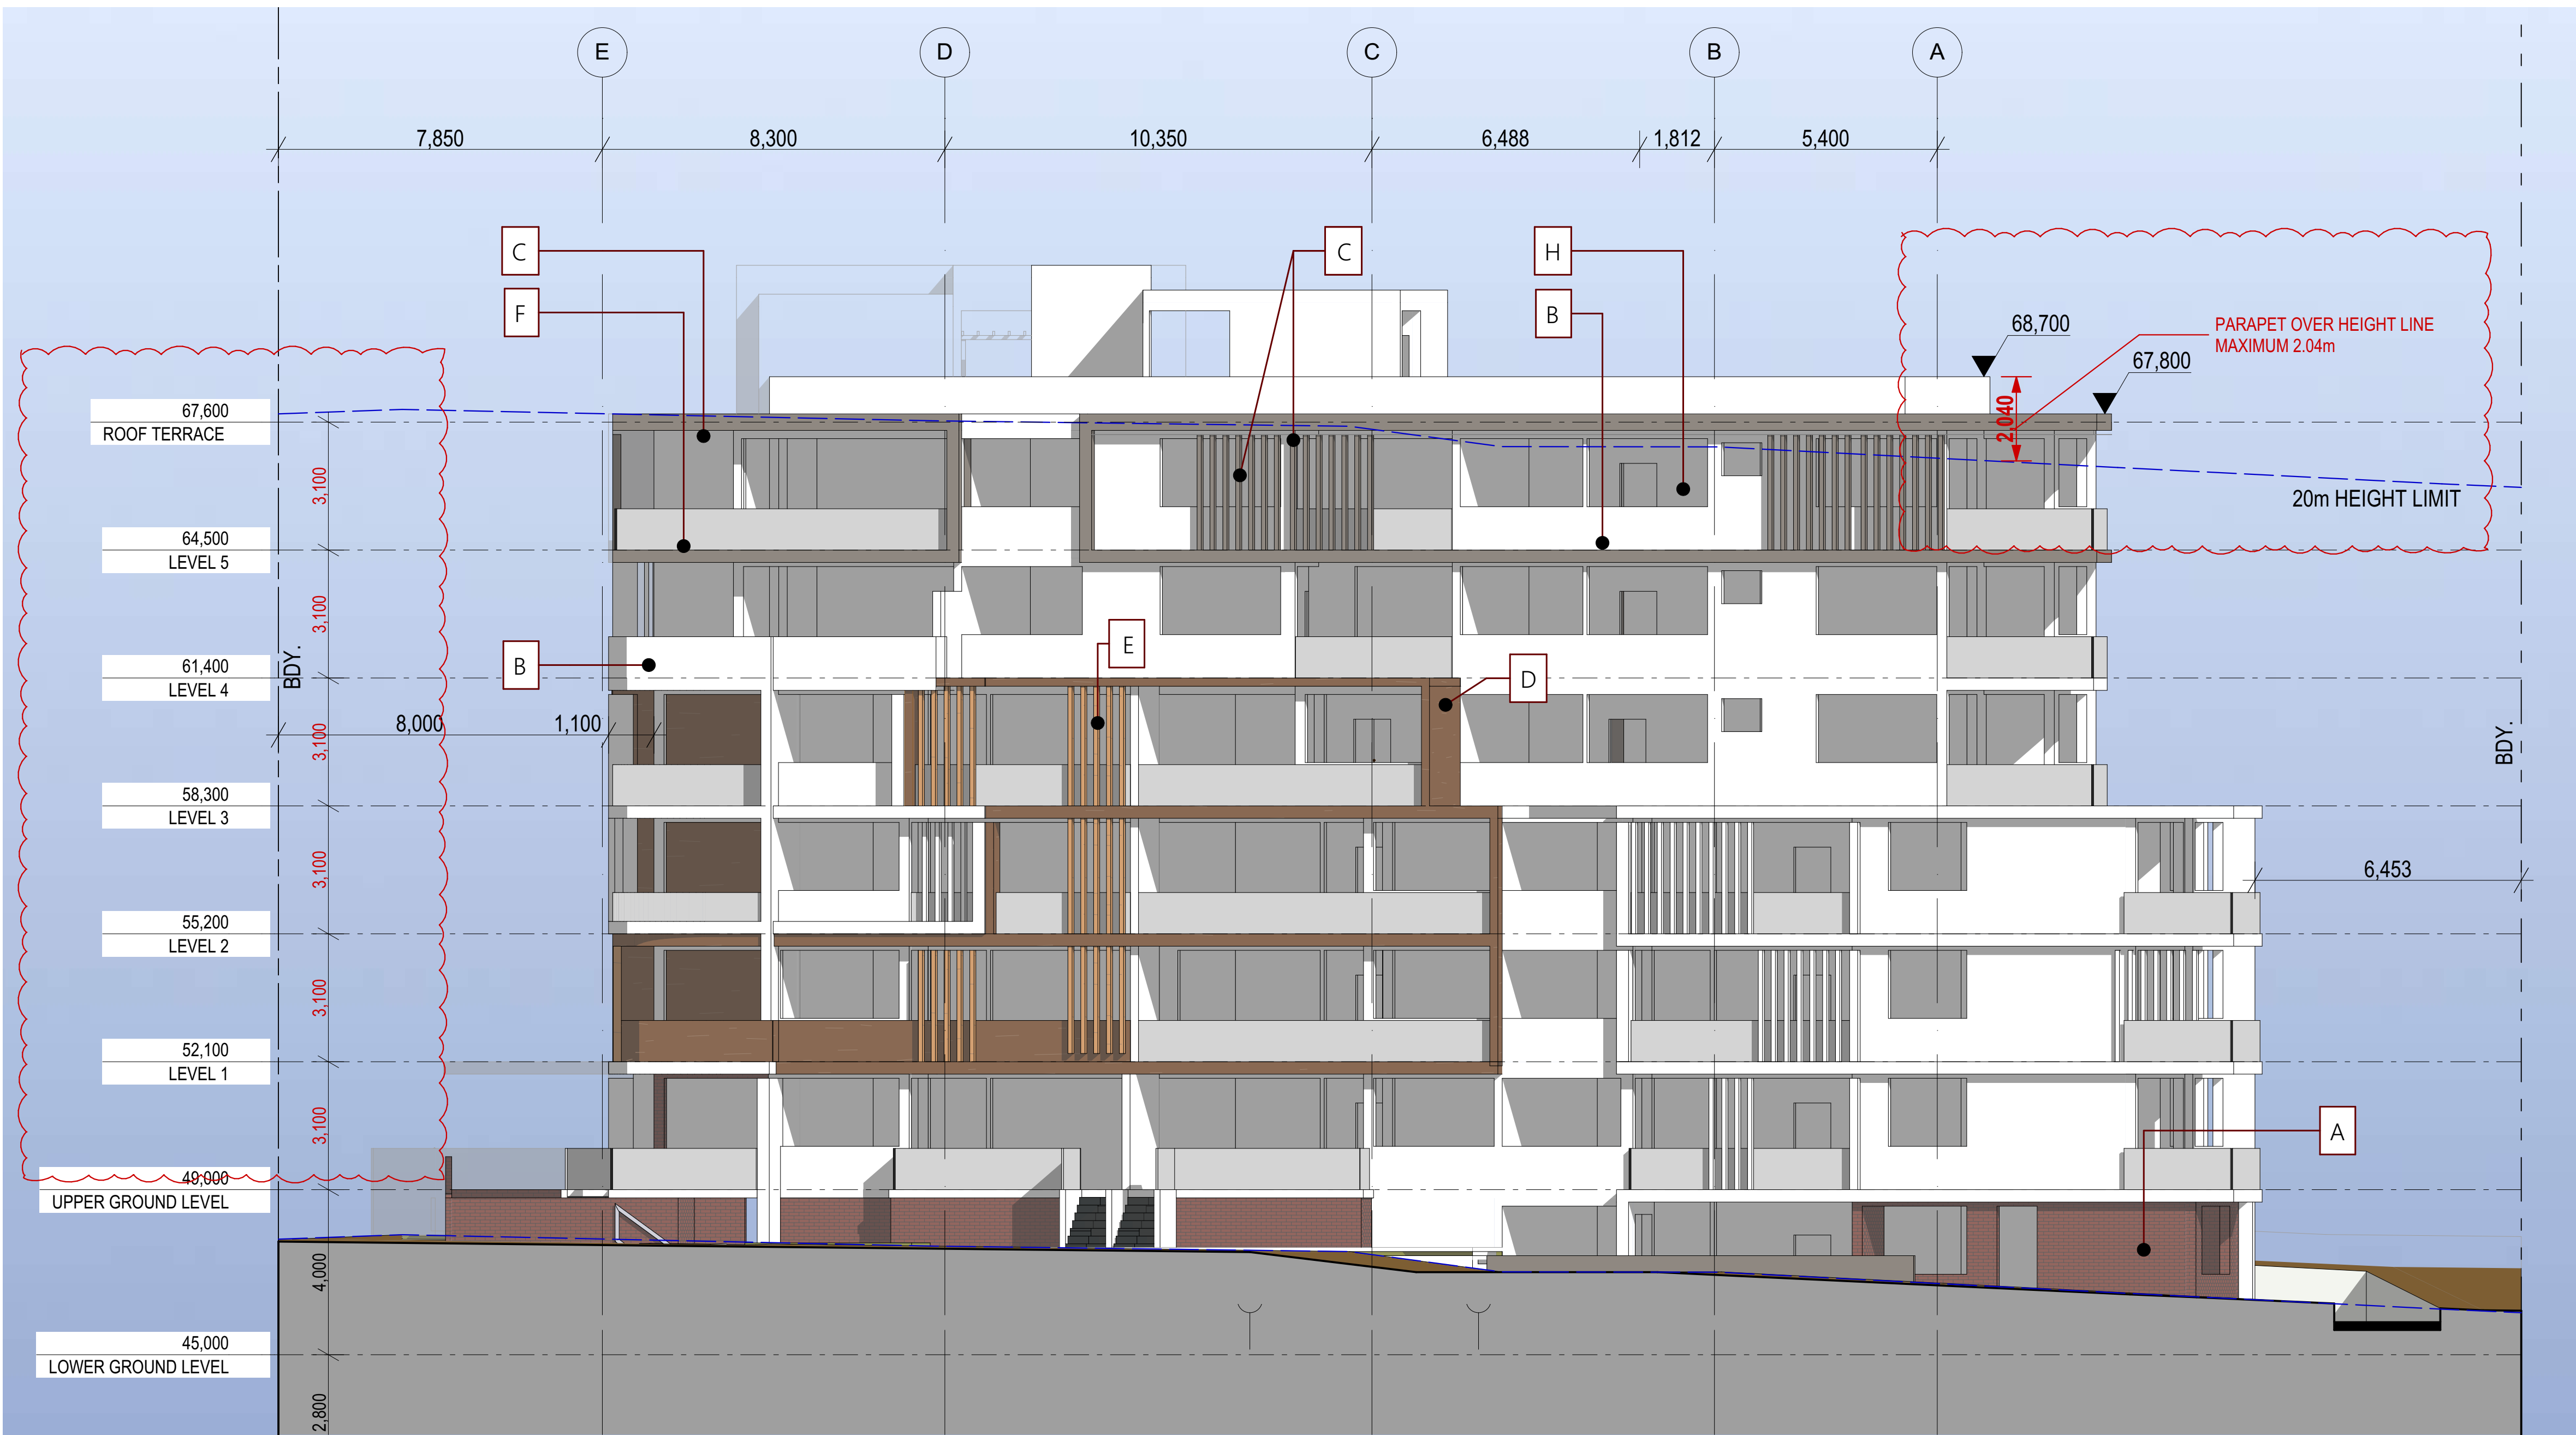 E
D
C
B
A
7,850
8,300
10,350
6,488
1,812
5,400
C
C
H
F
B
68,700
PARAPET OVER HEIGHT LINE
MAXIMUM 2.04m
67,800
2,040
67,600
ROOF TERRACE
3,100
20m HEIGHT LIMIT
64,500
LEVEL 5
3,100
B
E
D
61,400
LEVEL 4
BDY.
8,000
1,100
3,100
BDY.
58,300
LEVEL 3
3,100
6,453
55,200
LEVEL 2
3,100
52,100
LEVEL 1
3,100
A
49,000
UPPER GROUND LEVEL
4,000
45,000
LOWER GROUND LEVEL
2,800